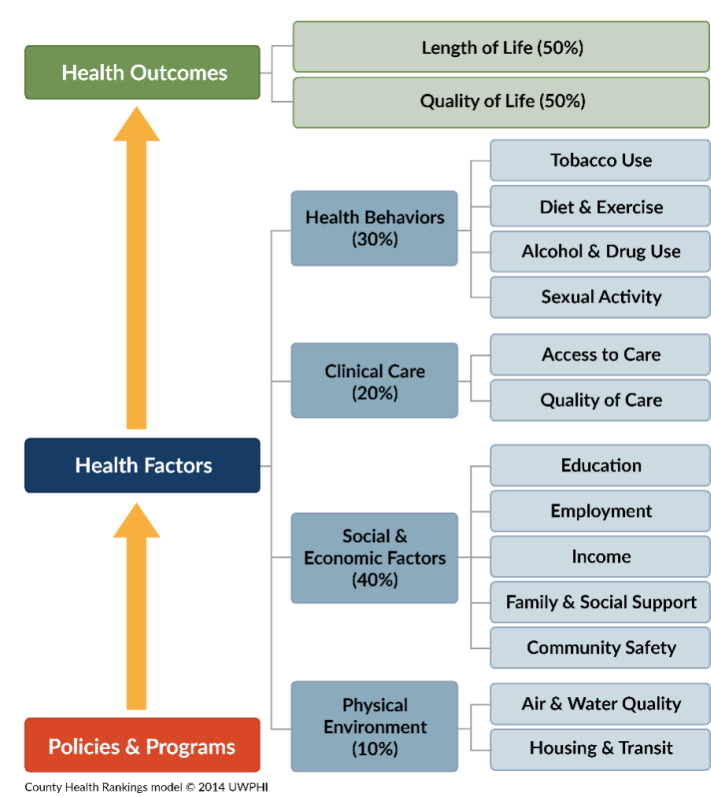 Health Outcomes
Length of Life (50%)
Quality of Life (50%)
Health Factors
Health Behaviors
(30%)
Tobacco Use
Diet & Exercise
Alcohol & Drug Use
Sexual Activity
Clinical Care
(20%)
Access to Care
Quality of Care
Social &
Economic Factors
(40%)
Education
Employment
Income
Family & Social Support
Community Safety
Physical
Environment
(10%)
Air & Water Quality
Housing & Transit
Policies & Programs
County Health Rankings model © 2014 UWPHI